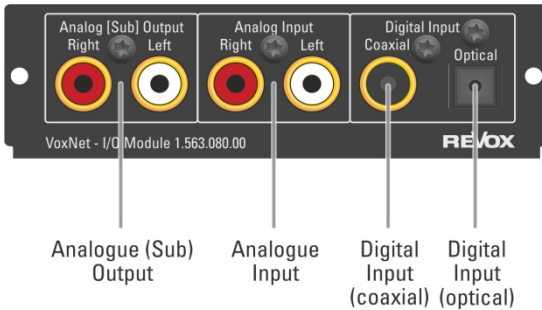 Analog [Sub] Output
Right Left
Analog Input
Right Left
Digital Input
Coaxial
Optical
VoxNet - I/O Module 1.563.080.00
REVOX
Analogue (Sub)
Output
Analogue
Input
Digital
Input
(coaxial)
Digital
Input
(optical)